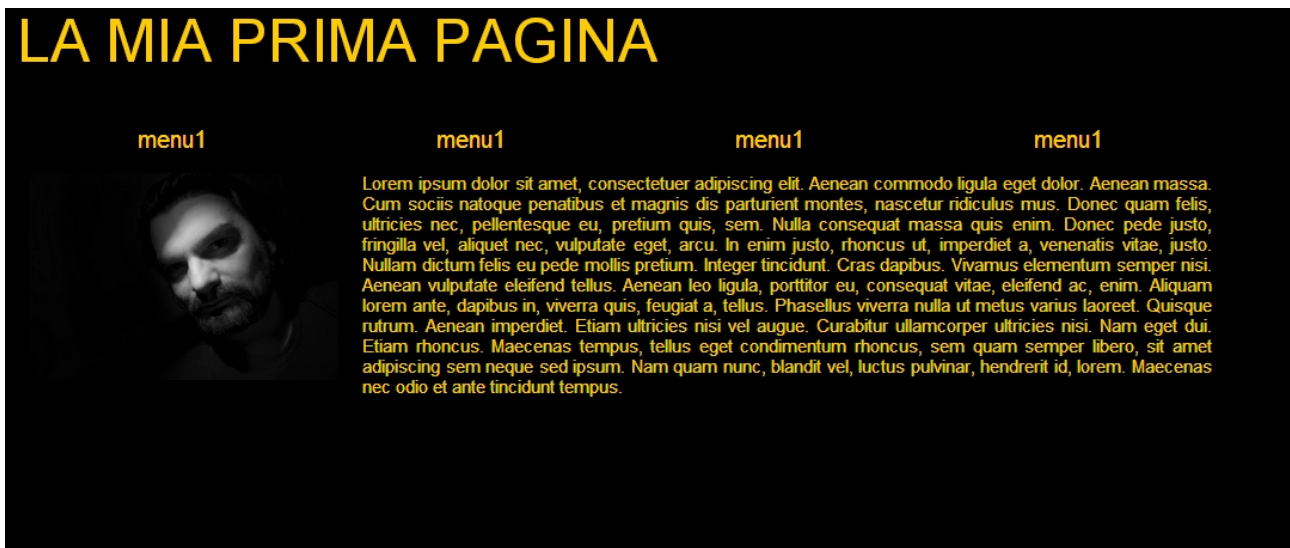 LA MIA PRIMA PAGINA
menu1 menu1 menu1 menu1
Lorem ipsum dolor sit amet, consectetuer adipiscing elit. Aenean commodo ligula eget dolor. Aenean massa.
Cum sociis natoque penatibus et magnis dis parturient montes, nascetur ridiculus mus. Donec quam felis,
ultricies nec, pellentesque eu, pretium quis, sem. Nulla consequat massa quis enim. Donec pede justo,
fringilla vel, aliquet nec, vulputate eget, arcu. In enim justo, rhoncus ut, imperdiet a, venenatis vitae, justo.
Nullam dictum felis eu pede mollis pretium. Integer tincidunt. Cras dapibus. Vivamus elementum semper nisi.
Aenean vulputate eleifend tellus. Aenean leo ligula, porttitor eu, consequat vitae, eleifend ac, enim. Aliquam
lorem ante, dapibus in, viverra quis, feugiat a, tellus. Phasellus viverra nulla ut metus varius laoreet. Quisque
rutrum. Aenean imperdiet. Etiam ultricies nisi vel augue. Curabitur ullamcorper ultricies nisi. Nam eget dui.
Etiam rhoncus. Maecenas tempus, tellus eget condimentum rhoncus, sem quam semper libero, sit amet
adipiscing sem neque sed ipsum. Nam quam nunc, blandit vel, luctus pulvinar, hendrerit id, lorem. Maecenas
nec odio et ante tincidunt tempus.